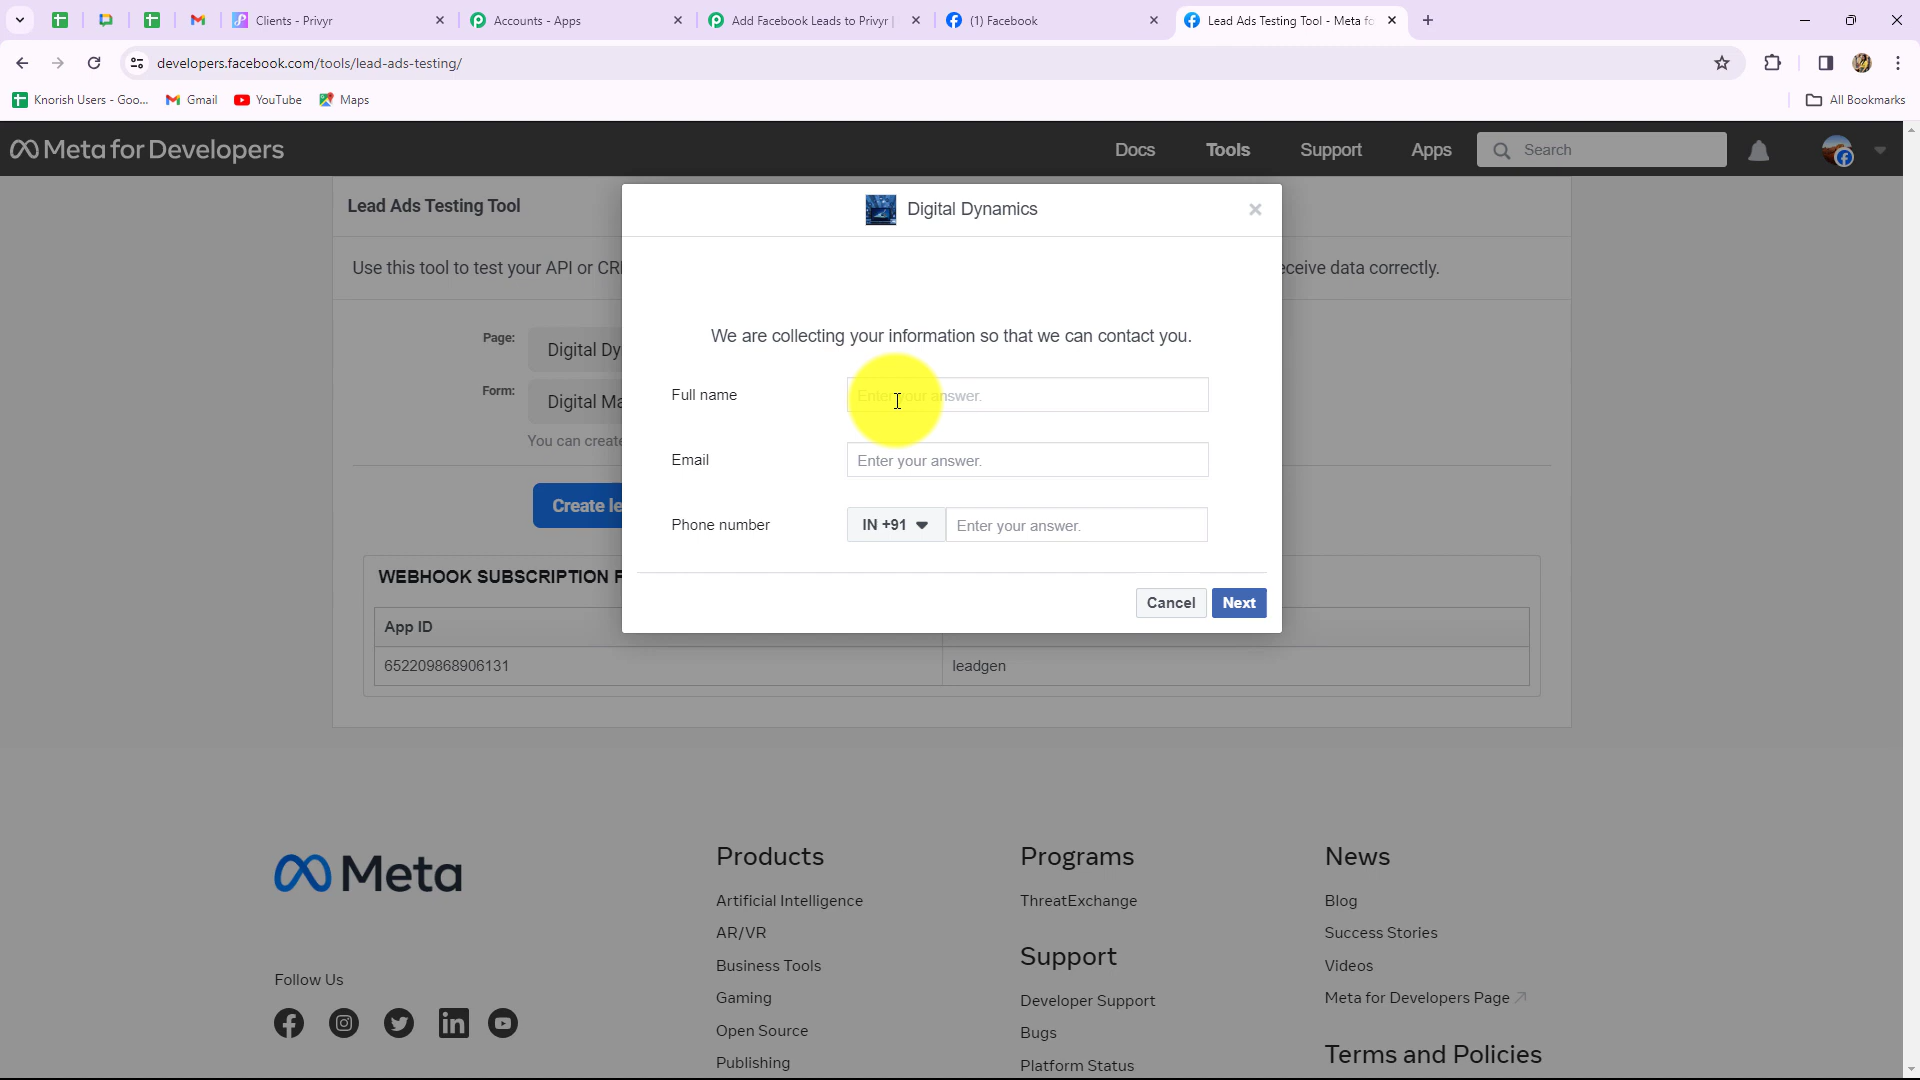 Clients - Privyr
Accounts - Apps
Add Facebook Leads to Privyr |
(1) Facebook
Lead Ads Testing Tool - Meta fo
developers.facebook.com/tools/lead-ads-testing/
Knorish Users - Goo...
Gmail
YouTube
Maps
All Bookmarks
Meta for Developers
Docs
Tools
Support
Apps
Search
Lead Ads Testing Tool
Digital Dynamics
Use this tool to test your API or CR
eceive data correctly.
We are collecting your information so that we can contact you.
Page:
Digital Dy
Form:
Digital Ma
You can create
Full name
Enter your answer.
Email
Enter your answer.
Phone number
IN +91
Enter your answer.
Create le
Cancel
Next
WEBHOOK SUBSCRIPTION F
App ID
652209868906131
leadgen
Meta
Follow Us
Products
Artificial Intelligence
AR/VR
Business Tools
Gaming
Open Source
Publishing
Programs
ThreatExchange
Support
Developer Support
Bugs
Platform Status
News
Blog
Success Stories
Videos
Meta for Developers Page
Terms and Policies